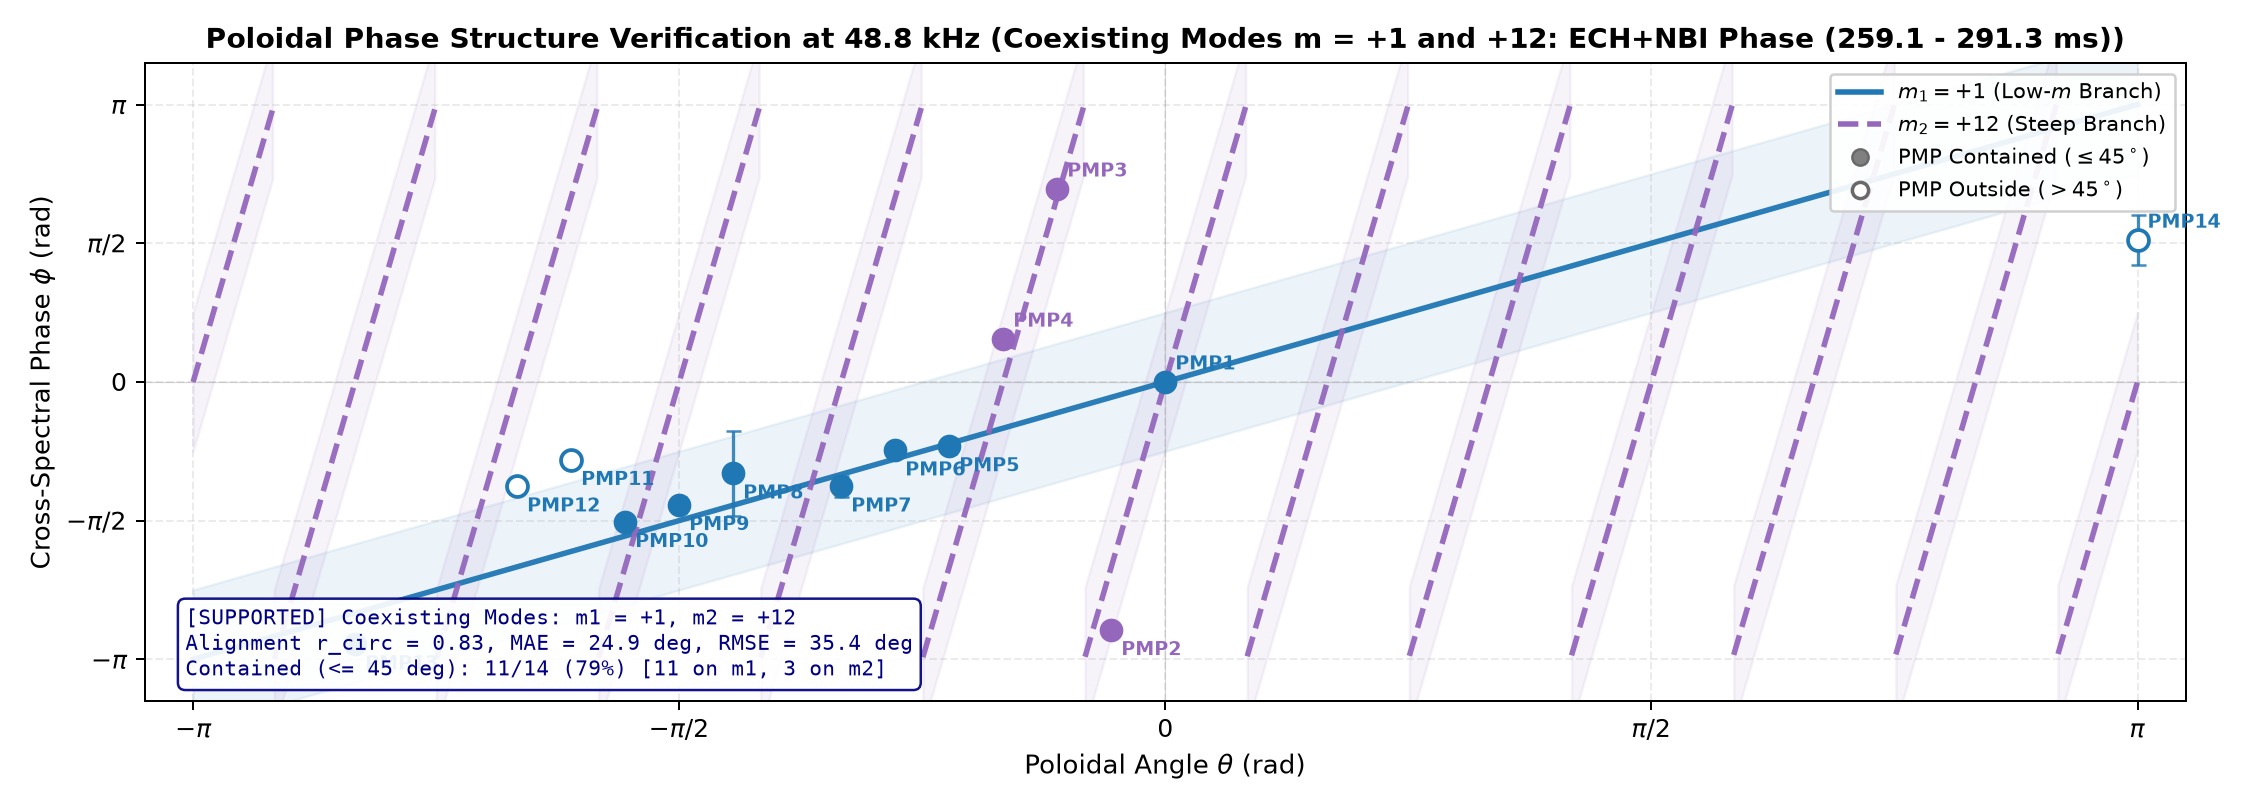 Poloidal Phase Structure Verification at 48.8 kHz (Coexisting Modes m = +1 and +12: ECH+NBI Phase (259.1 - 291.3 ms))
Cross-Spectral Phase ϕ (rad)
π
π/2
0
−π/2
−π
m₁ = +1 (Low-m Branch)
m₂ = +12 (Steep Branch)
PMP Contained (≤ 45°)
PMP Outside (> 45°)
PMP3
PMP14
PMP4
PMP1
PMP6
PMP5
PMP11
PMP8
PMP12
PMP7
PMP9
PMP10
PMP2
[SUPPORTED] Coexisting Modes: m1 = +1, m2 = +12
Alignment r_circ = 0.83, MAE = 24.9 deg, RMSE = 35.4 deg
Contained (<= 45 deg): 11/14 (79%) [11 on m1, 3 on m2]
−π
−π/2
0
π/2
π
Poloidal Angle θ (rad)